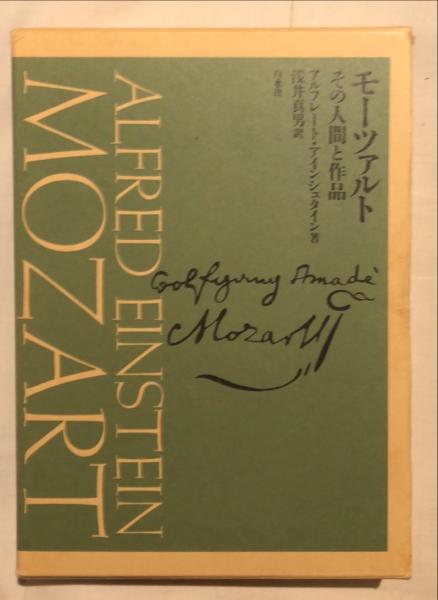 モーツァルト
その人間と作品
アルフレート・アインシュタイン著
浅井真男訳
白水社
ALFRED EINSTEIN
MOZART
Wolfgang Amadè
Mozart